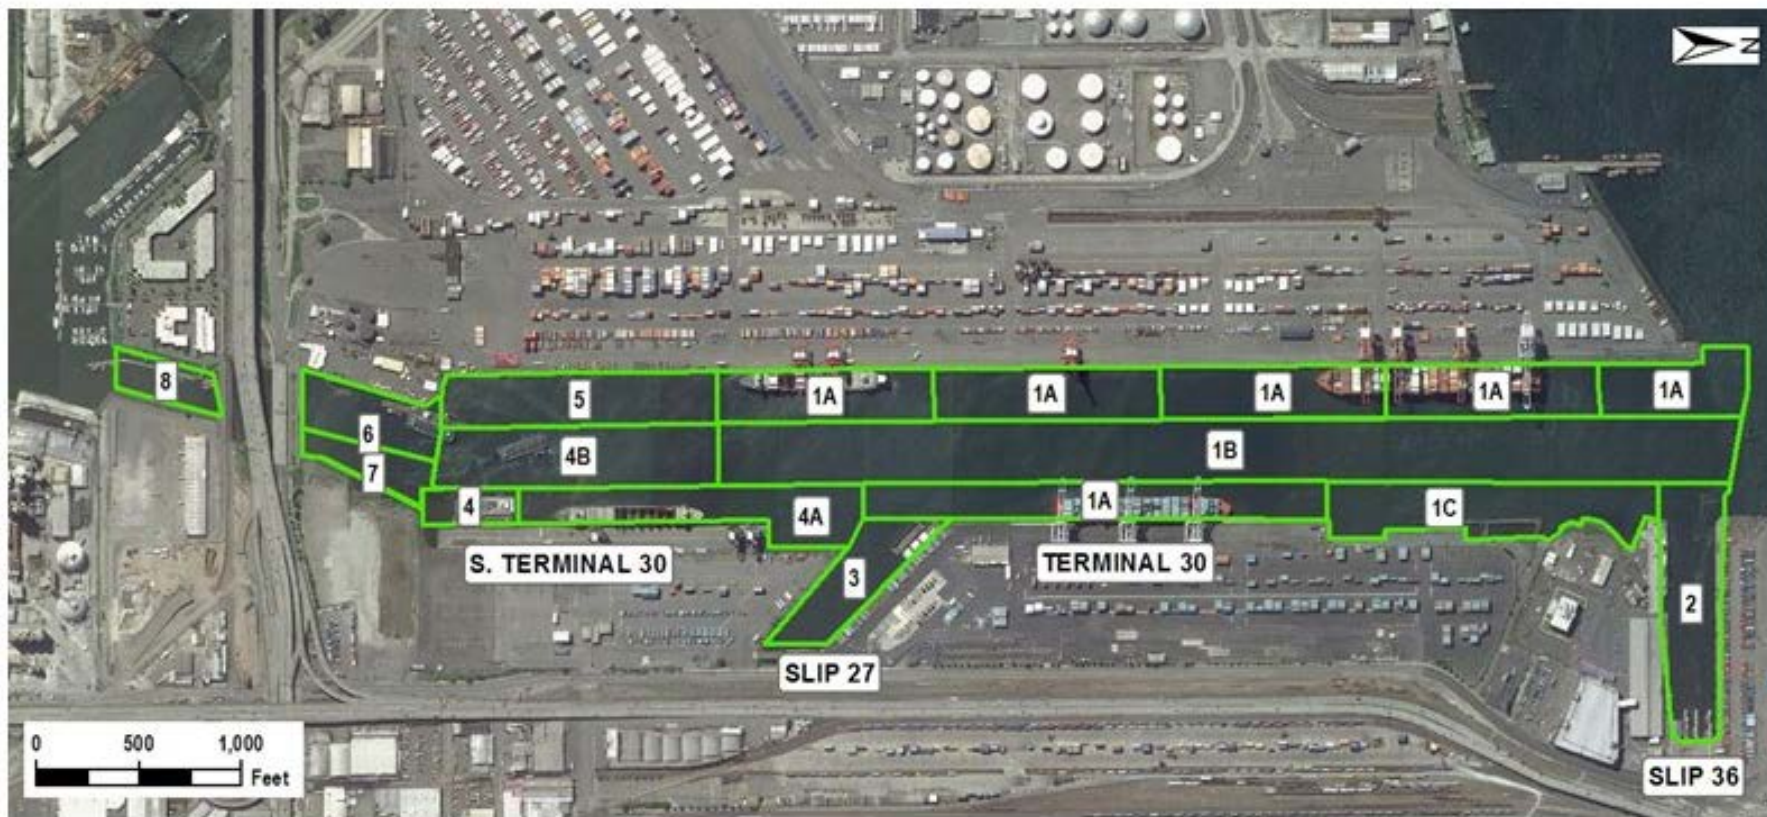 N
8
5
1A
1A
1A
1A
1A
6
4B
1B
7
4
4A
1A
1C
S. TERMINAL 30
3
TERMINAL 30
2
SLIP 27
0 500 1,000
Feet
SLIP 36